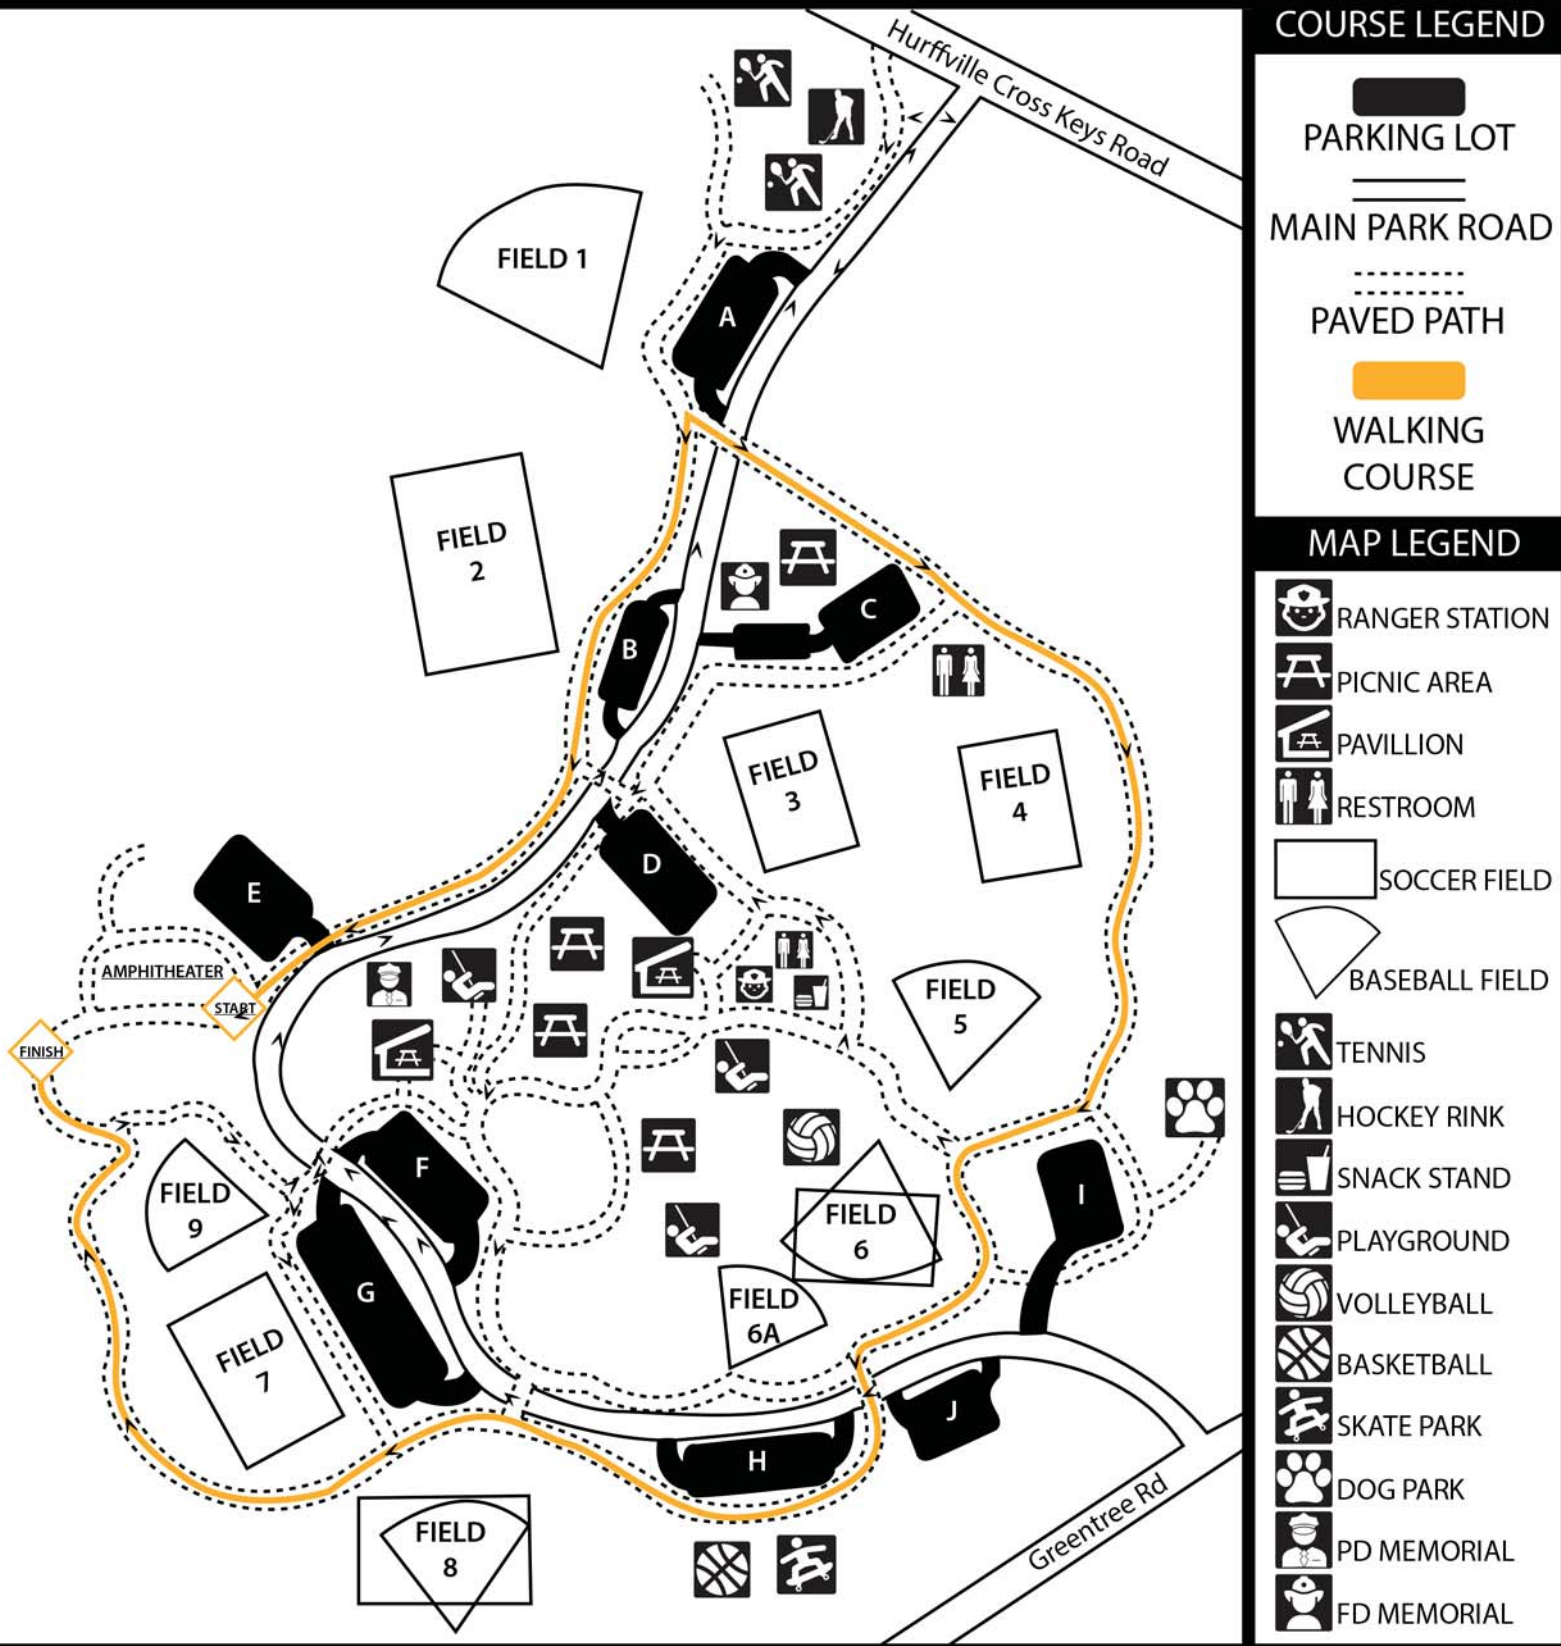 Hurffville Cross Keys Road
FIELD 1
A
FIELD
2
B
C
FIELD
3
FIELD
4
D
E
AMPHITHEATER
START
FINISH
FIELD
5
F
FIELD
9
G
I
FIELD
6
FIELD
6A
FIELD
7
J
H
FIELD
8
Greentree Rd
COURSE LEGEND
PARKING LOT
MAIN PARK ROAD
PAVED PATH
WALKING
COURSE
MAP LEGEND
RANGER STATION
PICNIC AREA
PAVILLION
RESTROOM
SOCCER FIELD
BASEBALL FIELD
TENNIS
HOCKEY RINK
SNACK STAND
PLAYGROUND
VOLLEYBALL
BASKETBALL
SKATE PARK
DOG PARK
PD MEMORIAL
FD MEMORIAL